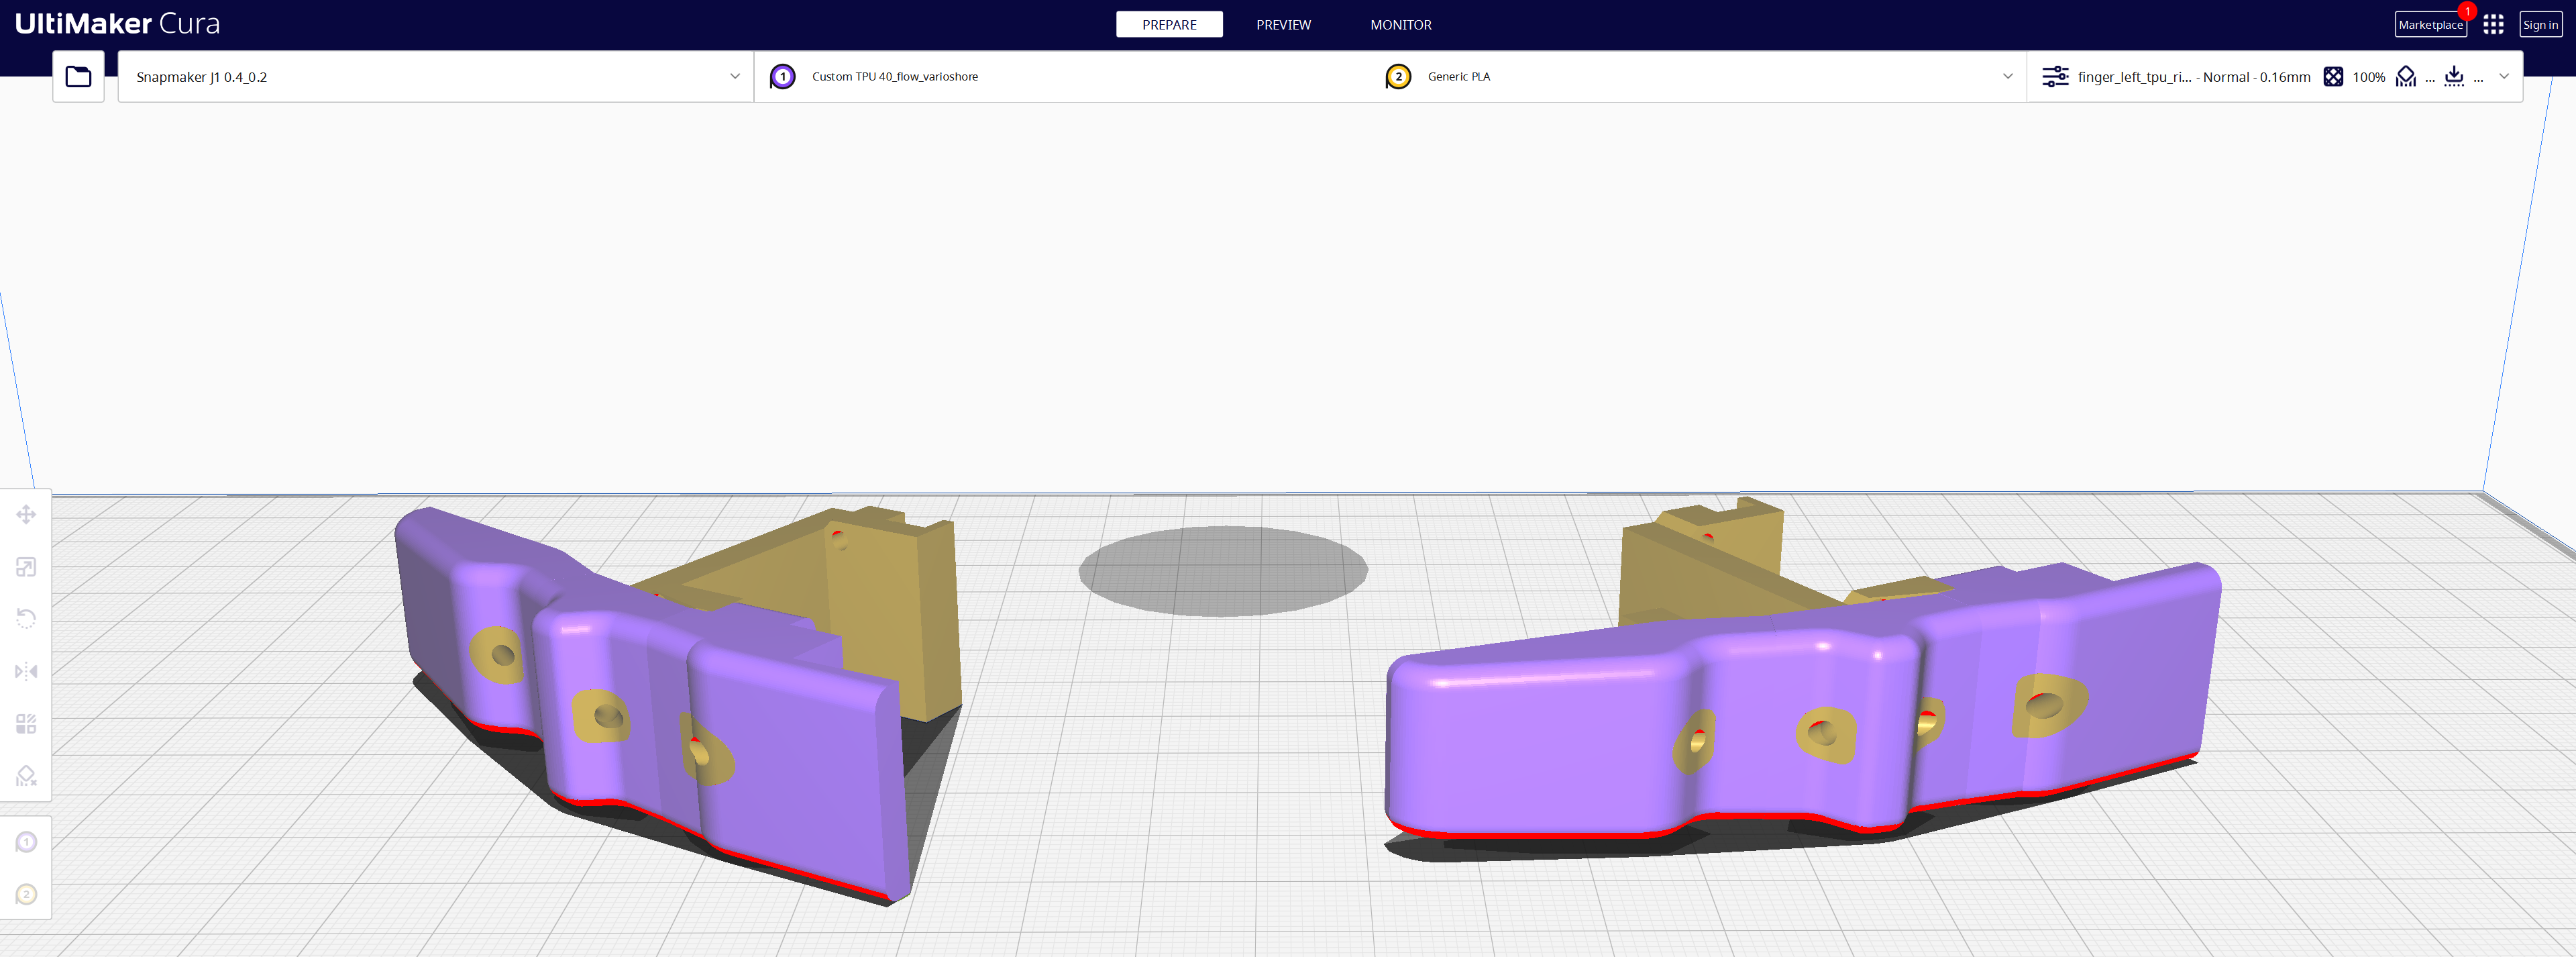 UltiMaker Cura
PREPARE
PREVIEW
MONITOR
Marketplace
1
Sign in
Snapmaker J1 0.4_0.2
1
Custom TPU 40_flow_varioshore
2
Generic PLA
finger_left_tpu_ri... - Normal - 0.16mm
100%
...
...
1
2